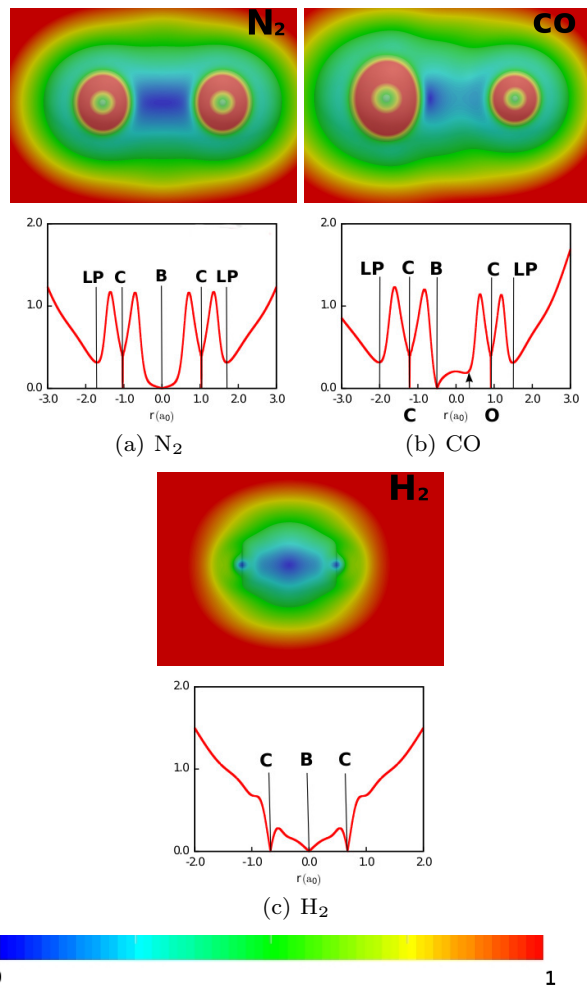 N₂ CO
2.0 2.0
LP C B C LP LP C B C LP
1.0 1.0
0.0 0.0
-3.0 -2.0 -1.0 0.0 1.0 2.0 3.0 -3.0 -2.0 -1.0 0.0 1.0 2.0 3.0
r(a₀) C r(a₀) O
(a) N₂ (b) CO
H₂
2.0
C B C
1.0
0.0
-2.0 -1.0 0.0 1.0 2.0
r(a₀)
(c) H₂
0 1